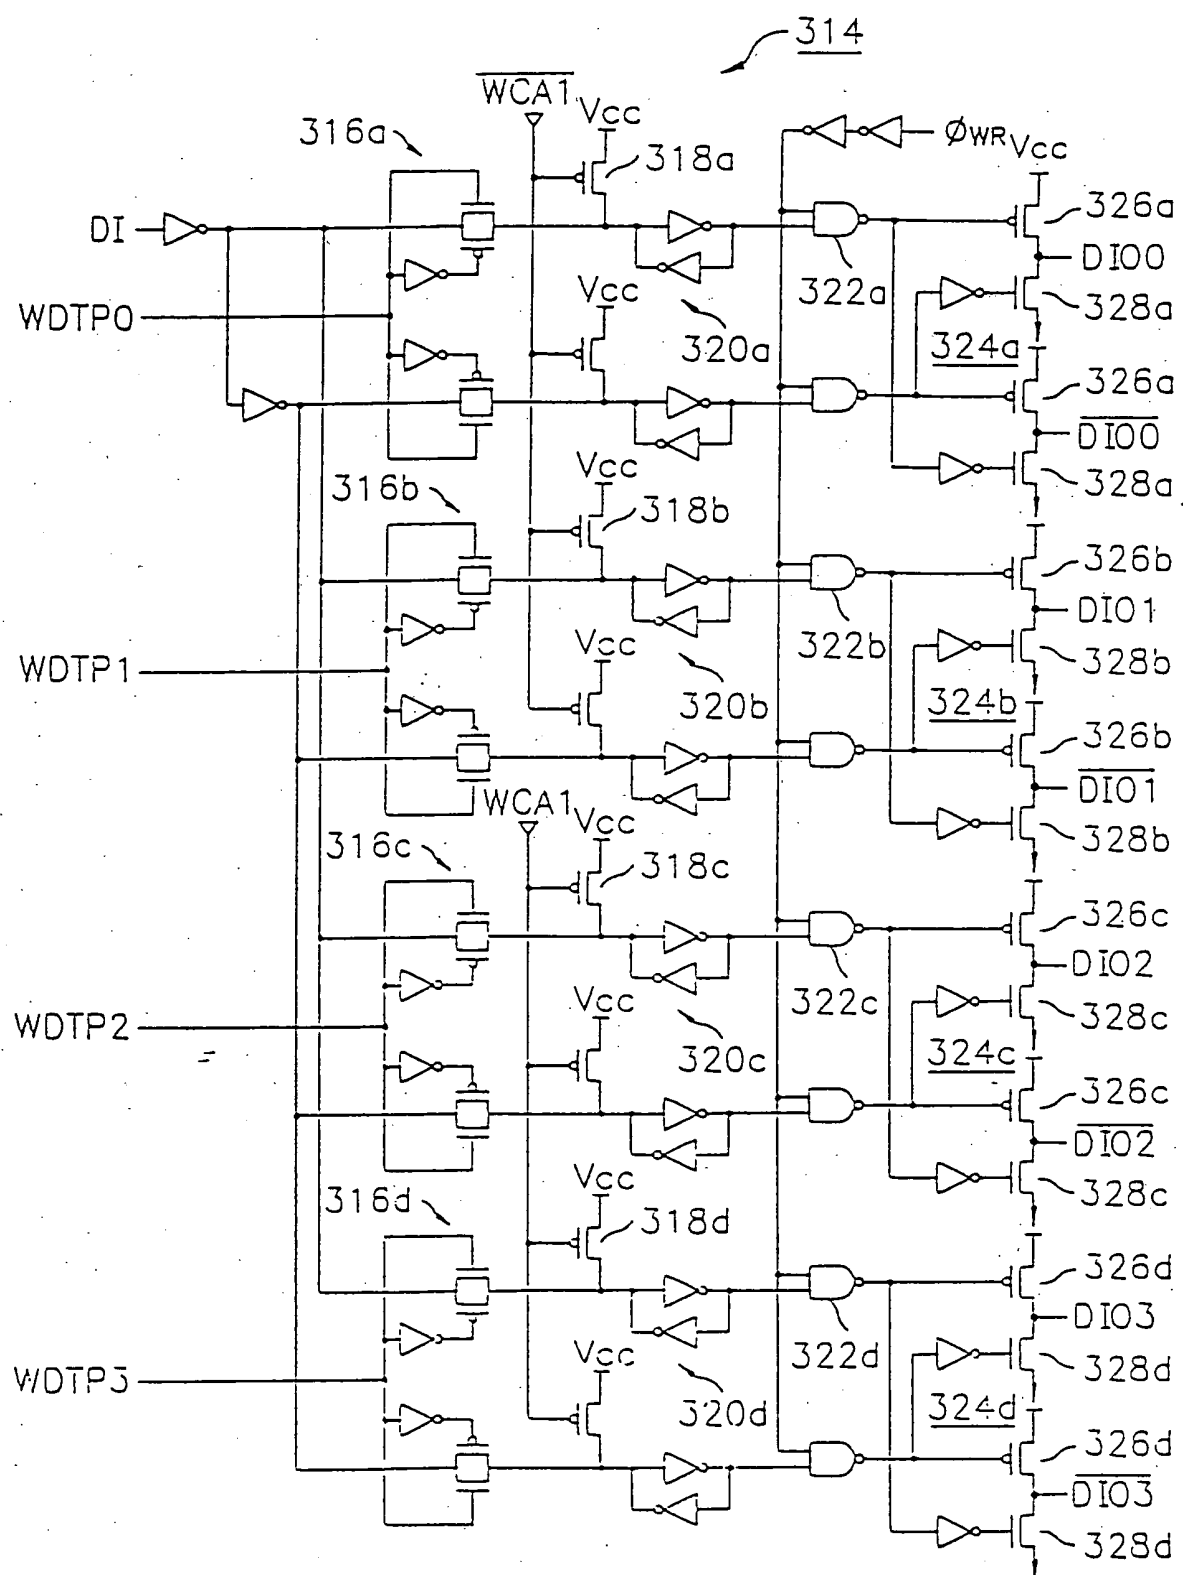 314
WCA1
Vcc
316a
318a
ØWR
Vcc
326a
DI
DIO0
322a
Vcc
328a
WDTP0
320a
324a
326a
DIO0
Vcc
328a
316b
318b
326b
DIO1
322b
Vcc
328b
WDTP1
320b
324b
326b
DIO1
WCA1
Vcc
328b
316c
318c
326c
DIO2
322c
Vcc
328c
WDTP2
320c
324c
326c
DIO2
Vcc
328c
316d
318d
326d
DIO3
322d
Vcc
328d
WDTP3
320d
324d
326d
DIO3
328d